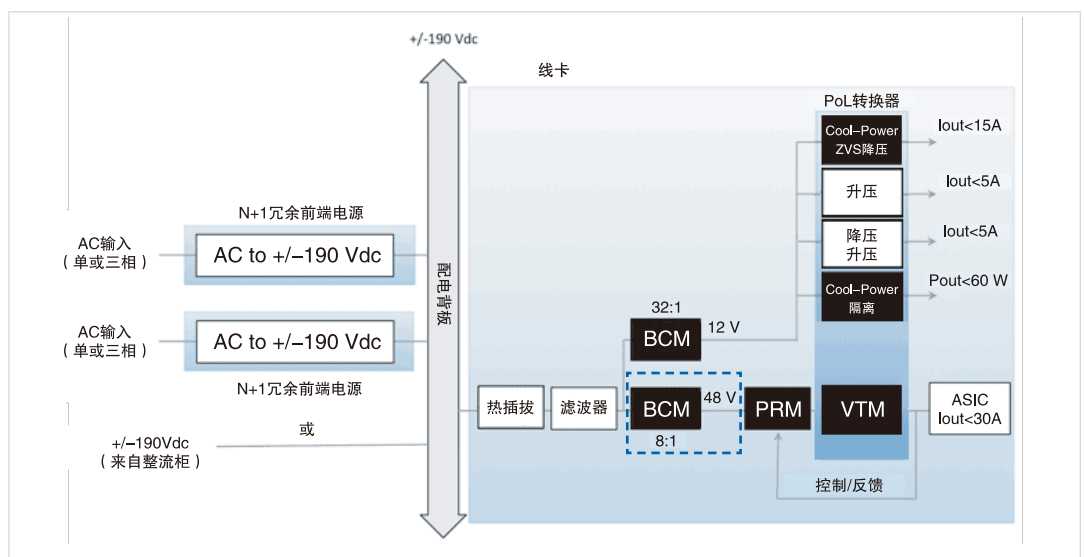 +/-190 Vdc
线卡
PoL转换器
Cool-Power
ZVS降压
Iout<15A
升压
Iout<5A
降压
升压
Iout<5A
Cool-Power
隔离
Pout<60 W
N+1冗余前端电源
AC输入
（单或三相）
AC to +/-190 Vdc
AC输入
（单或三相）
AC to +/-190 Vdc
N+1冗余前端电源
+/-190Vdc
（来自整流柜）
或
配电背板
热插拔
滤波器
32:1
BCM
12 V
BCM
48 V
8:1
PRM
VTM
ASIC
Iout<30A
控制/反馈